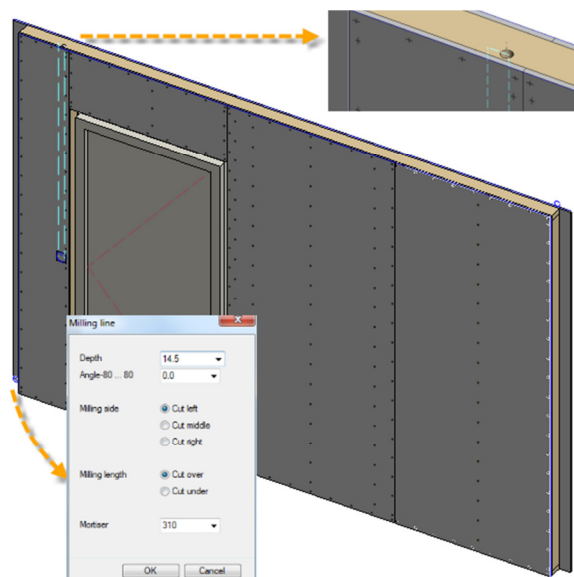 Milling line
Depth 14.5
Angle-80 ... 80 0.0
Milling side Cut left
Cut middle
Cut right
Milling length Cut over
Cut under
Mortiser 310
OK Cancel